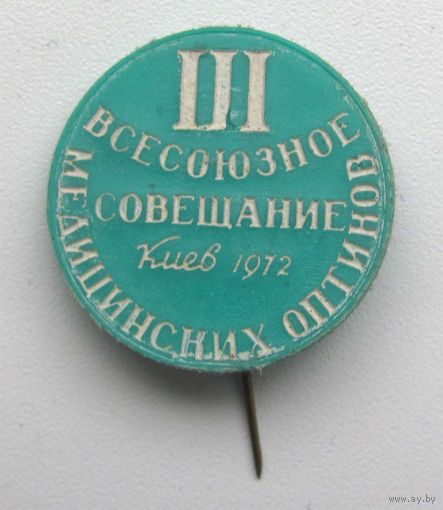 III
ВСЕСОЮЗНОЕ
СОВЕЩАНИЕ
МЕДИЦИНСКИХ ОПТИКОВ
Киев 1972
www.ay.by